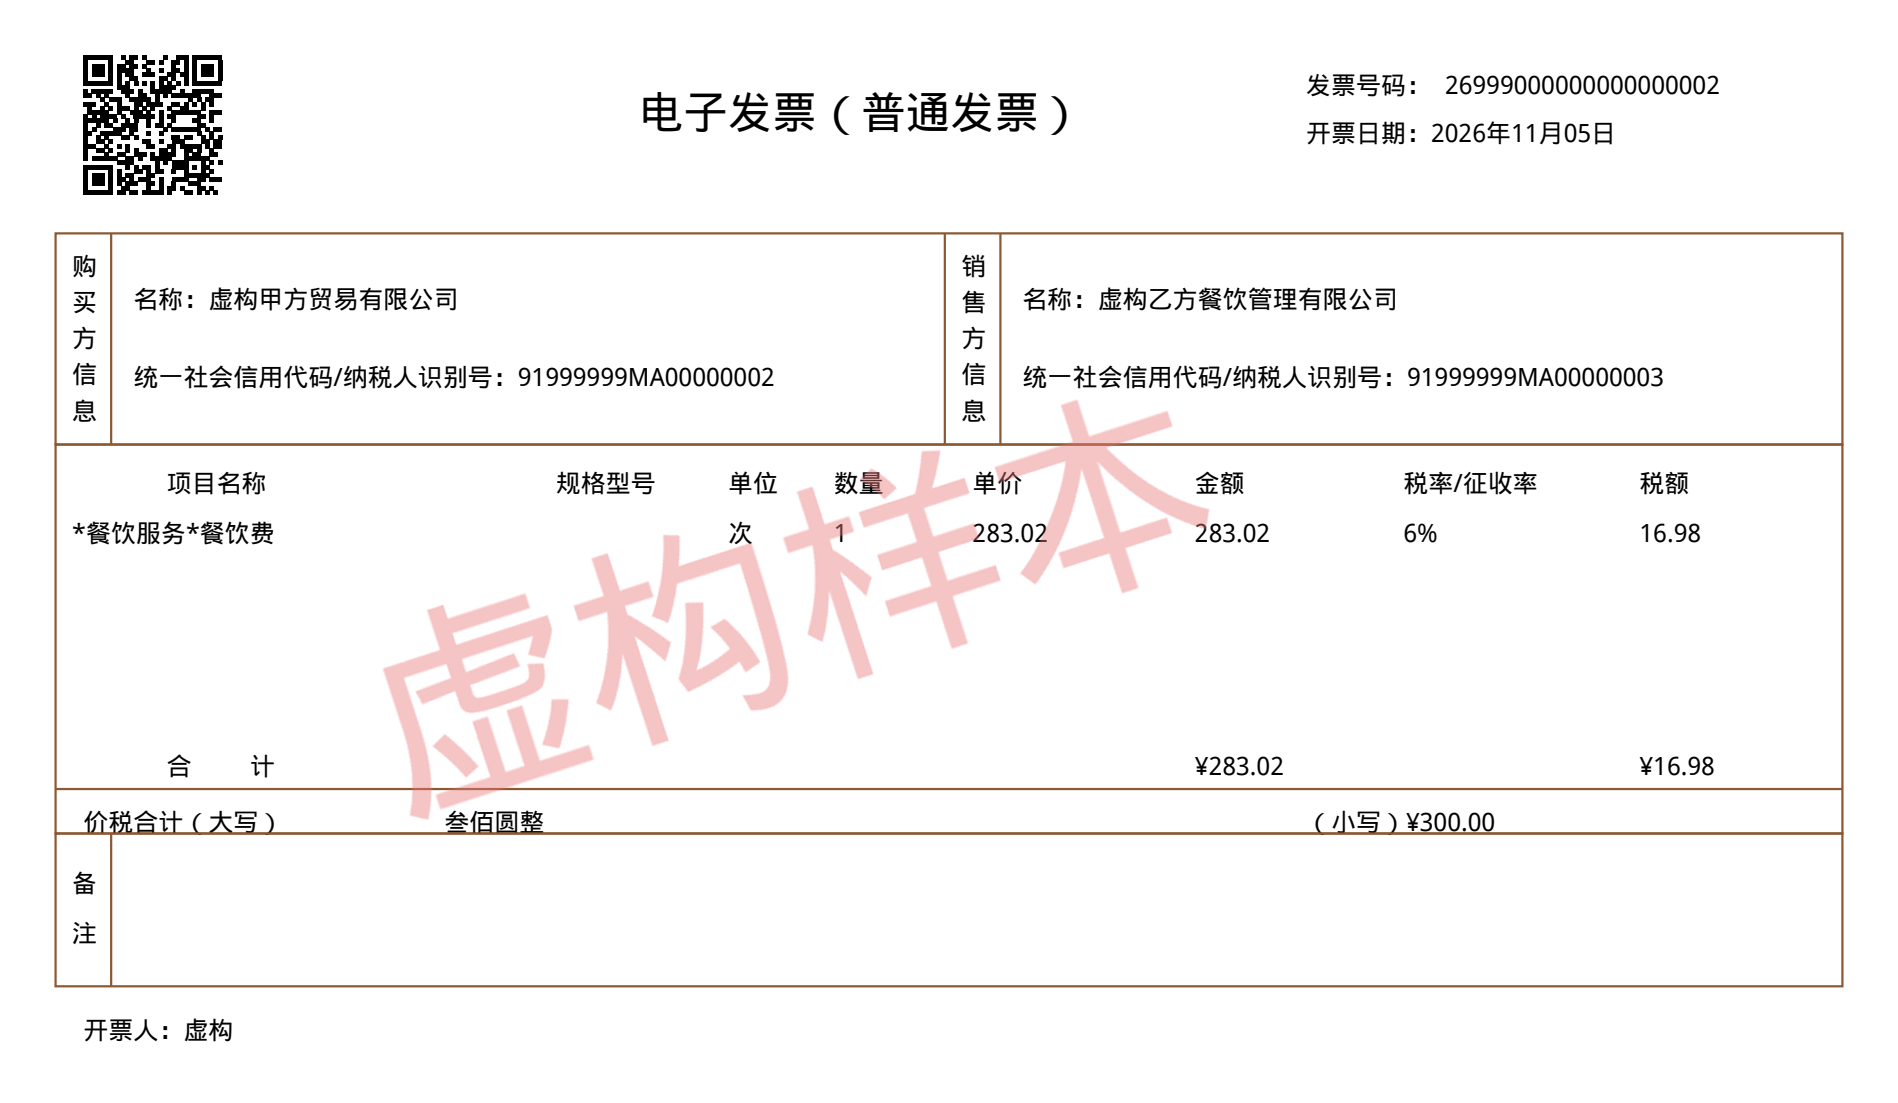 电子发票（普通发票）
发票号码： 26999000000000000002
开票日期：2026年11月05日
购买方信息
名称：虚构甲方贸易有限公司
统一社会信用代码/纳税人识别号：91999999MA00000002
销售方信息
名称：虚构乙方餐饮管理有限公司
统一社会信用代码/纳税人识别号：91999999MA00000003
项目名称 规格型号 单位 数量 单价 金额 税率/征收率 税额
*餐饮服务*餐饮费 次 1 283.02 283.02 6% 16.98
合 计 ¥283.02 ¥16.98
价税合计（大写） 叁佰圆整 （小写）¥300.00
备注
开票人：虚构
虚构样本